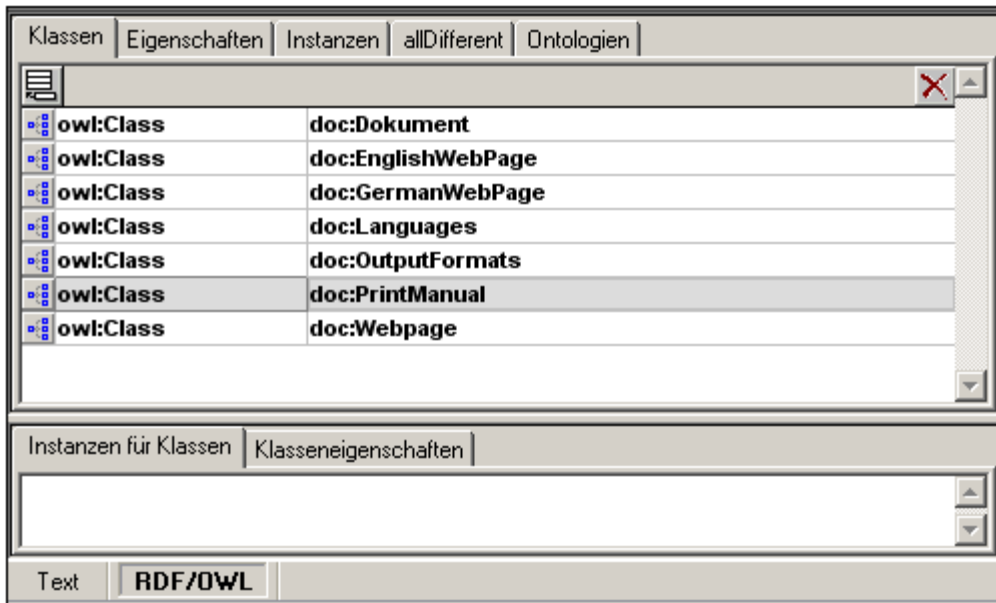 Klassen Eigenschaften Instanzen allDifferent Ontologien
owl:Class doc:Dokument
owl:Class doc:EnglishWebPage
owl:Class doc:GermanWebPage
owl:Class doc:Languages
owl:Class doc:OutputFormats
owl:Class doc:PrintManual
owl:Class doc:Webpage
Instanzen für Klassen Klasseneigenschaften
Text RDF/OWL